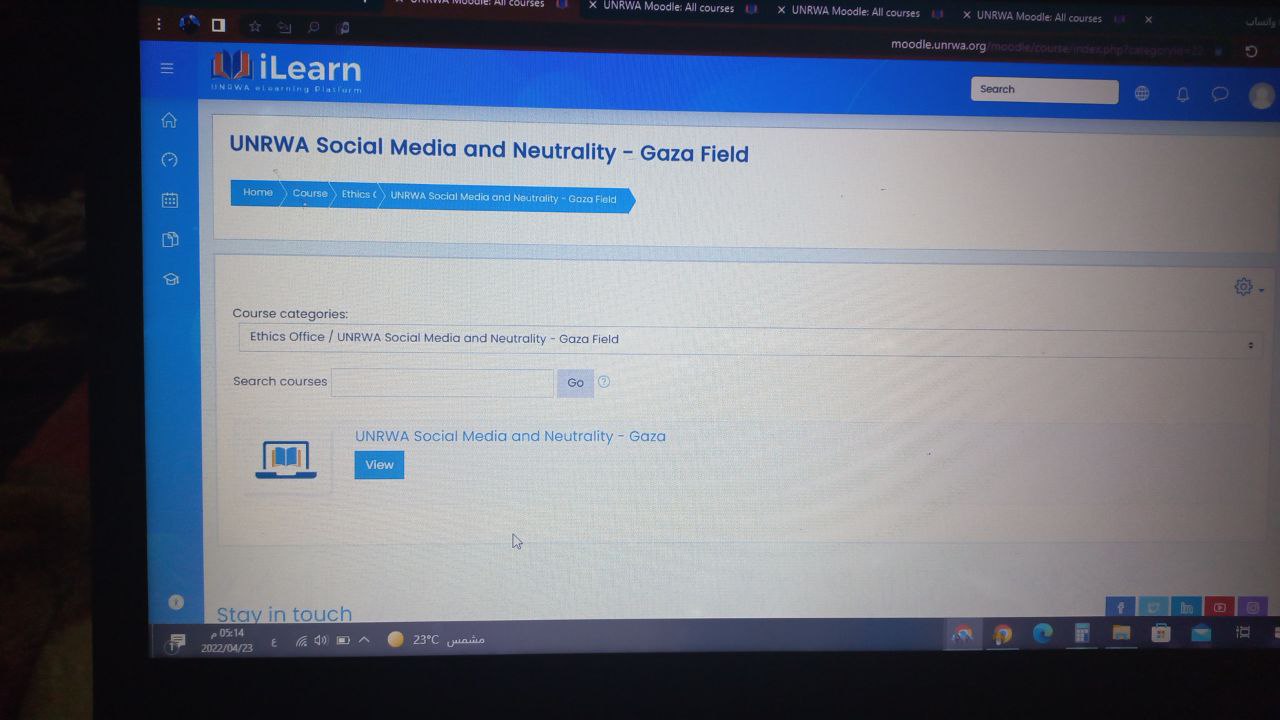 UNRWA Moodle: All courses
UNRWA Moodle: All courses
UNRWA Moodle: All courses
UNRWA Moodle: All courses
واتساب
moodle.unrwa.org/moodle/course/index.php?categoryid=22
iLearn
UNRWA eLearning Platform
Search
UNRWA Social Media and Neutrality - Gaza Field
Home
Course
Ethics
UNRWA Social Media and Neutrality - Gaza Field
Course categories:
Ethics Office / UNRWA Social Media and Neutrality - Gaza Field
Search courses
Go
UNRWA Social Media and Neutrality - Gaza
View
Stay in touch
05:14 م
2022/04/23
ع
23°C مشمس